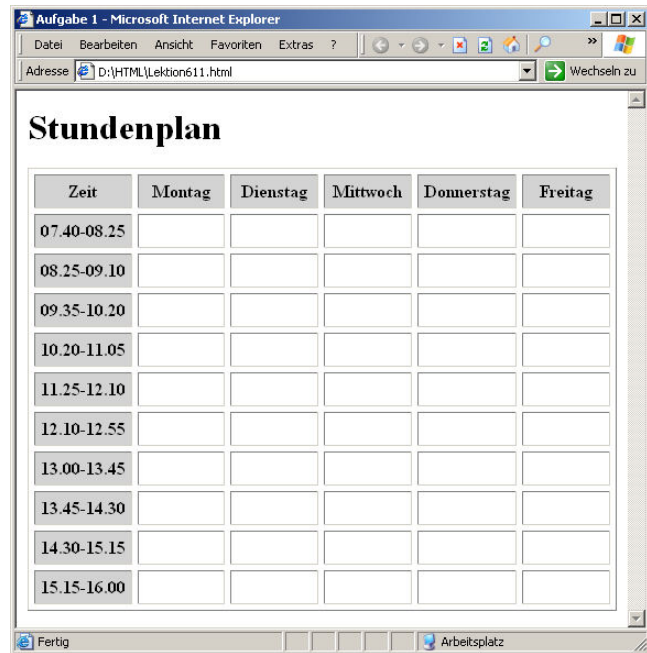 Aufgabe 1 - Microsoft Internet Explorer
Datei Bearbeiten Ansicht Favoriten Extras ? »
Adresse D:\HTML\Lektion611.html Wechseln zu
Stundenplan
Zeit Montag Dienstag Mittwoch Donnerstag Freitag
07.40-08.25
08.25-09.10
09.35-10.20
10.20-11.05
11.25-12.10
12.10-12.55
13.00-13.45
13.45-14.30
14.30-15.15
15.15-16.00
Fertig Arbeitsplatz